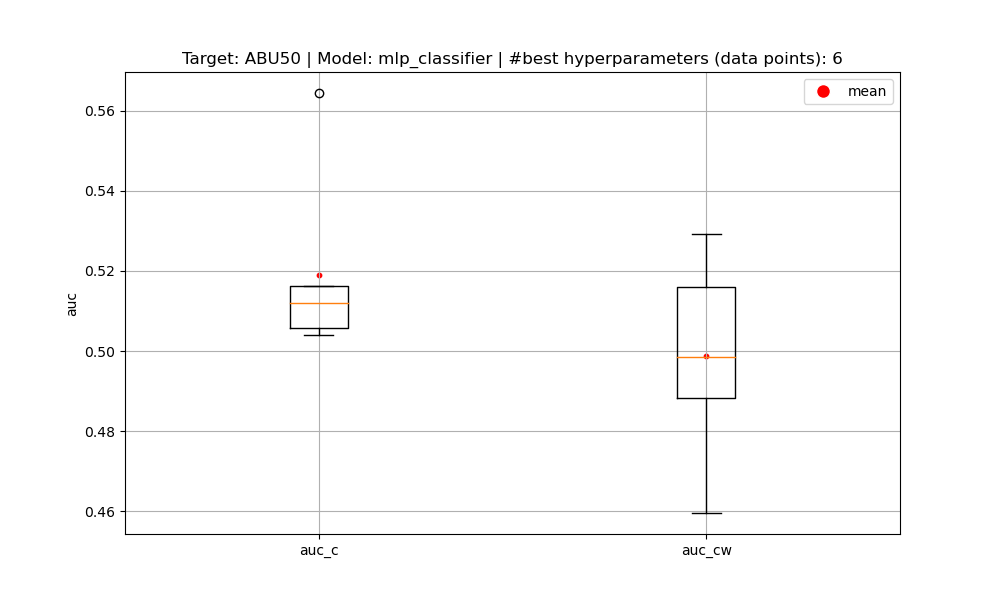 Target: ABU50 | Model: mlp_classifier | #best hyperparameters (data points): 6
mean
0.56
0.54
0.52
0.50
0.48
0.46
auc
auc_c
auc_cw